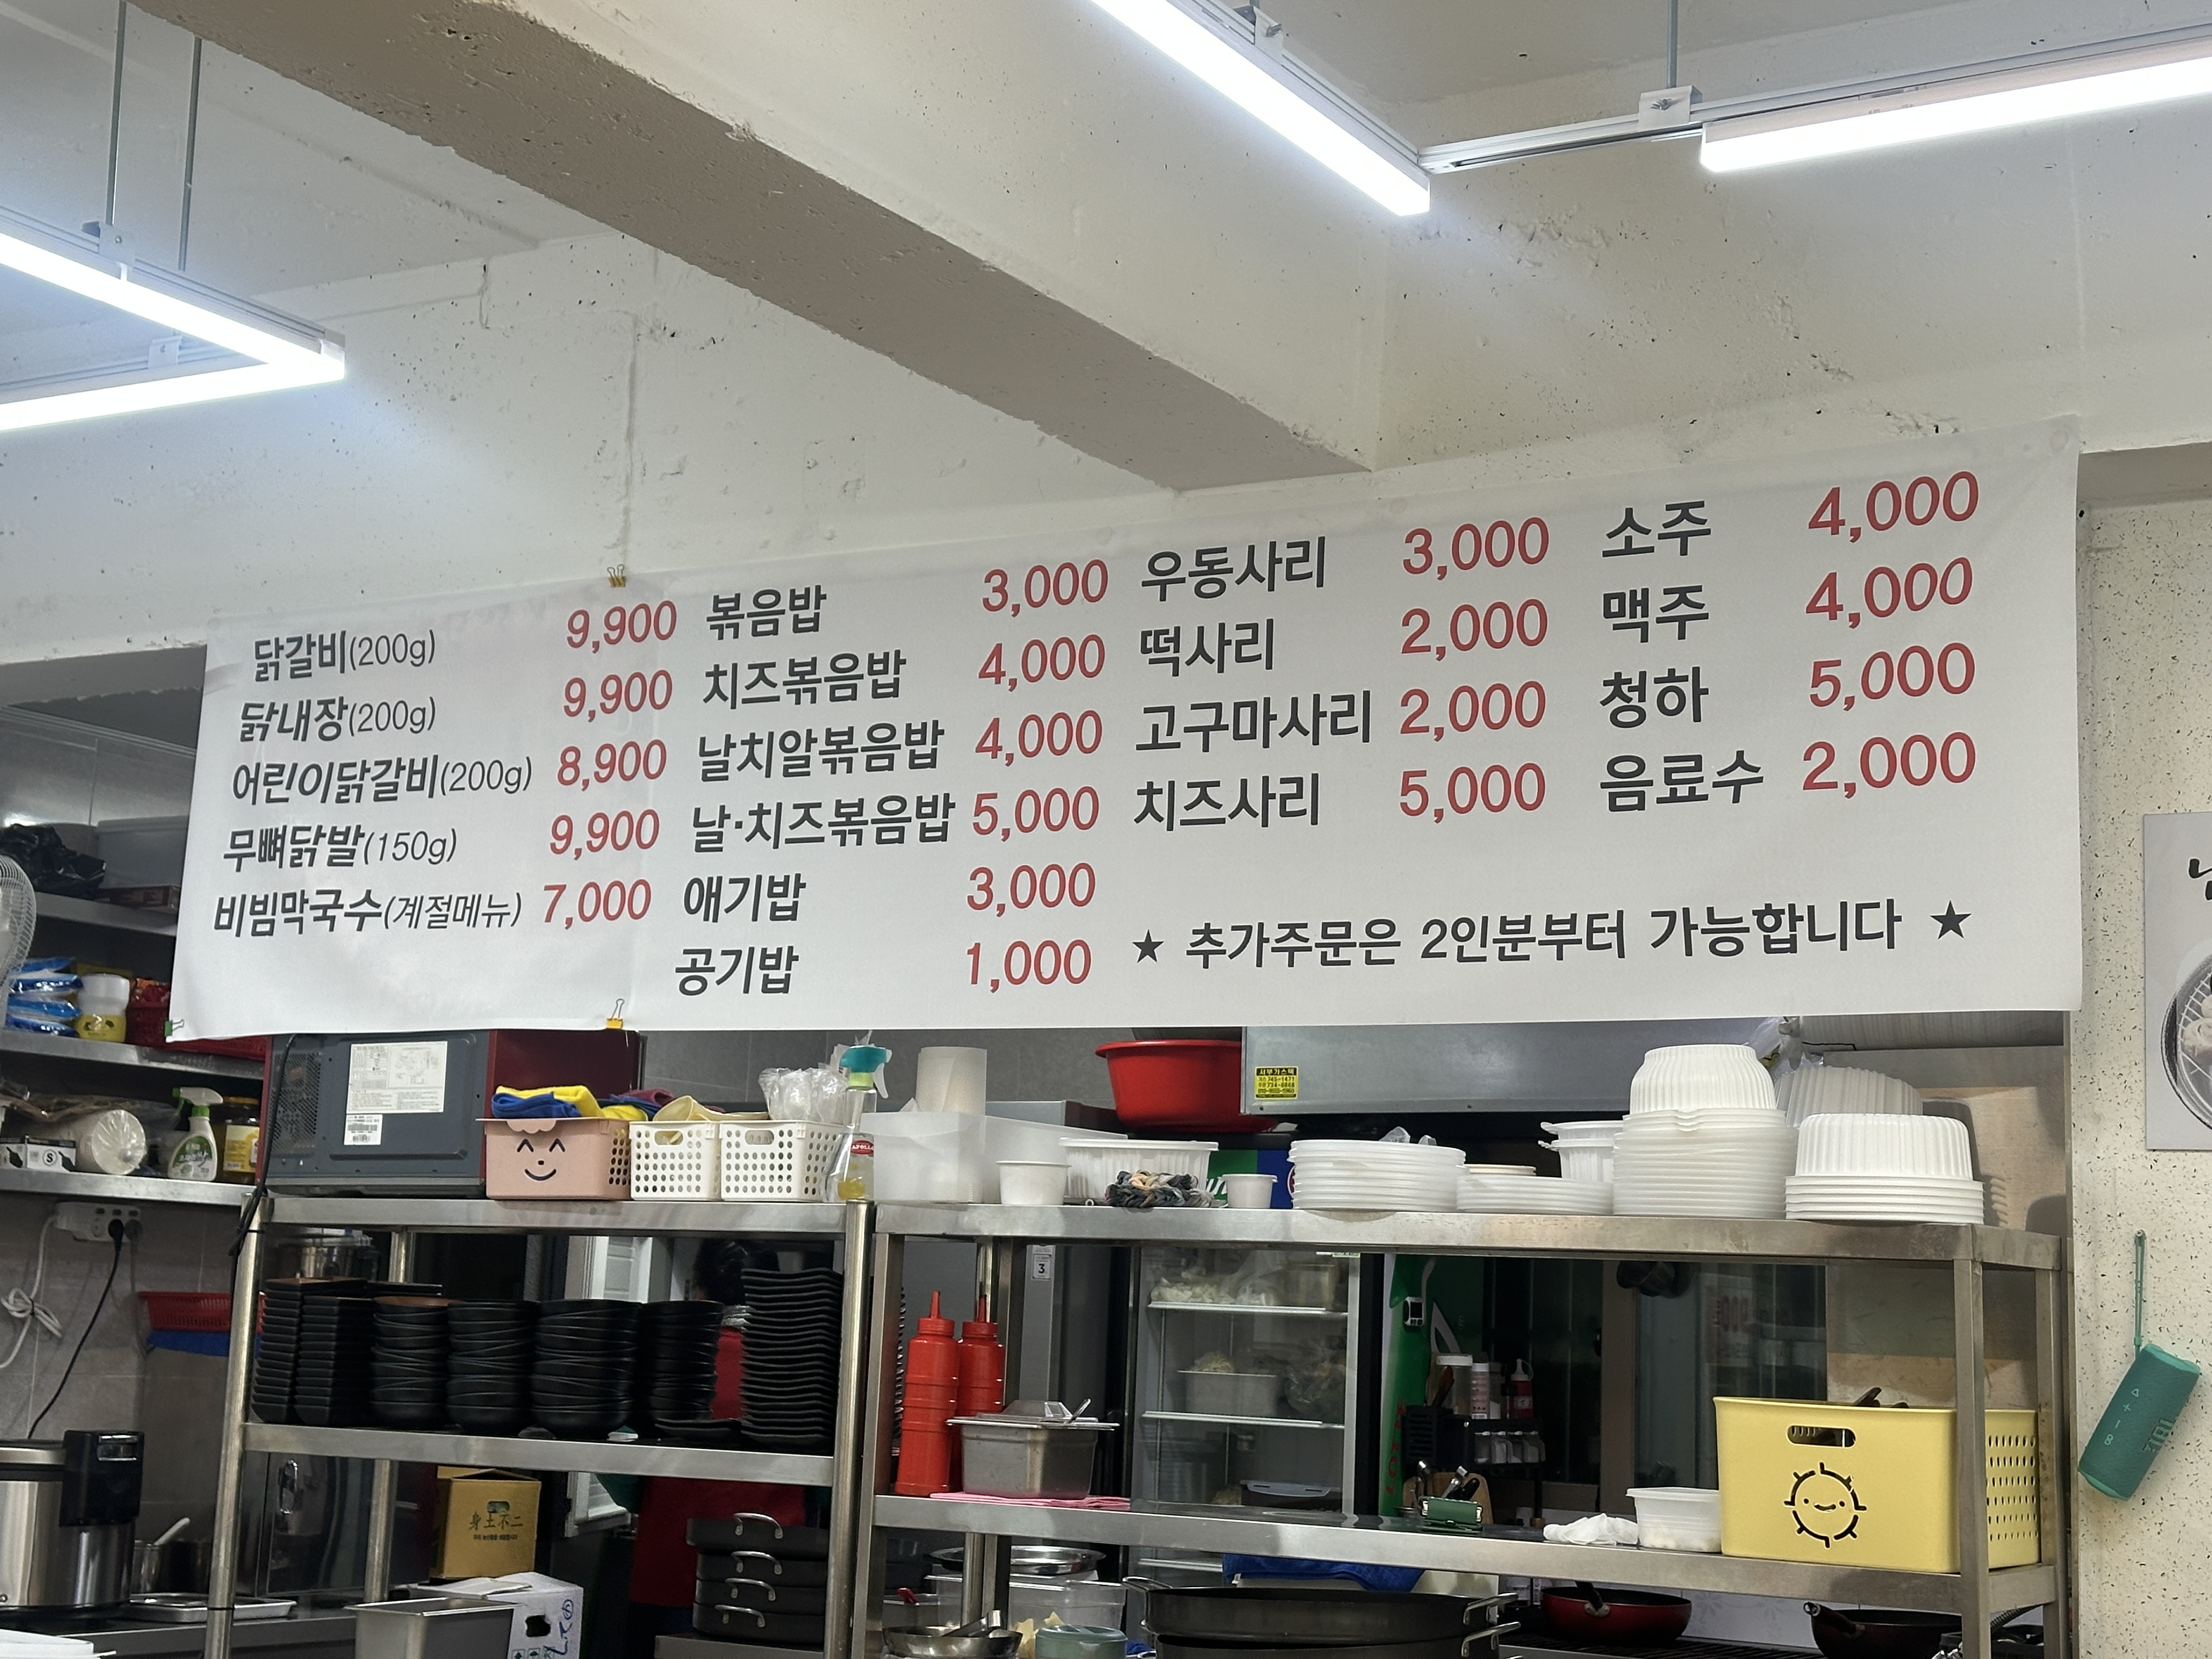 닭갈비(200g) 9,900
닭내장(200g) 9,900
어린이닭갈비(200g) 8,900
무뼈닭발(150g) 9,900
비빔막국수(계절메뉴) 7,000
볶음밥 3,000
치즈볶음밥 4,000
날치알볶음밥 4,000
날·치즈볶음밥 5,000
애기밥 3,000
공기밥 1,000
우동사리 3,000
떡사리 2,000
고구마사리 2,000
치즈사리 5,000
소주 4,000
맥주 4,000
청하 5,000
음료수 2,000
★ 추가주문은 2인분부터 가능합니다 ★
身土不二
JBL